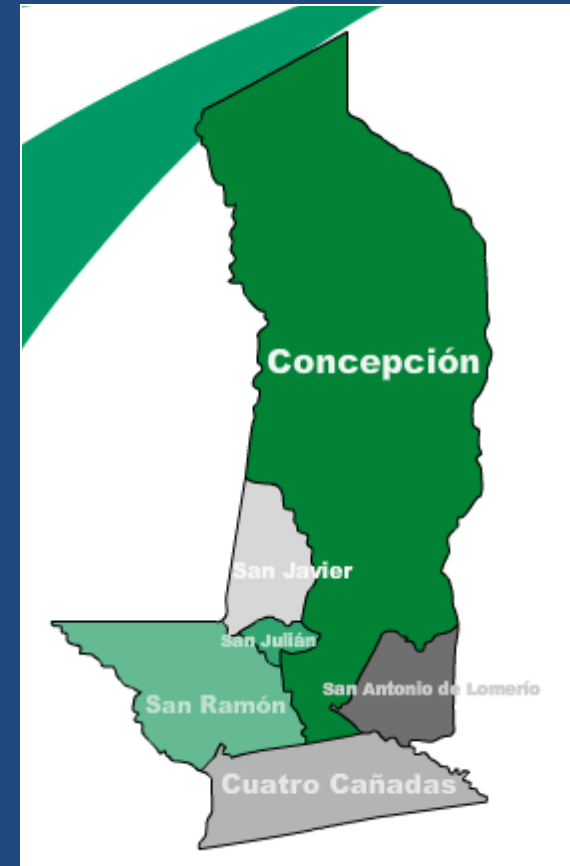 Concepción
San Javier
San Julián
San Antonio de Lomerío
San Ramón
Cuatro Cañadas